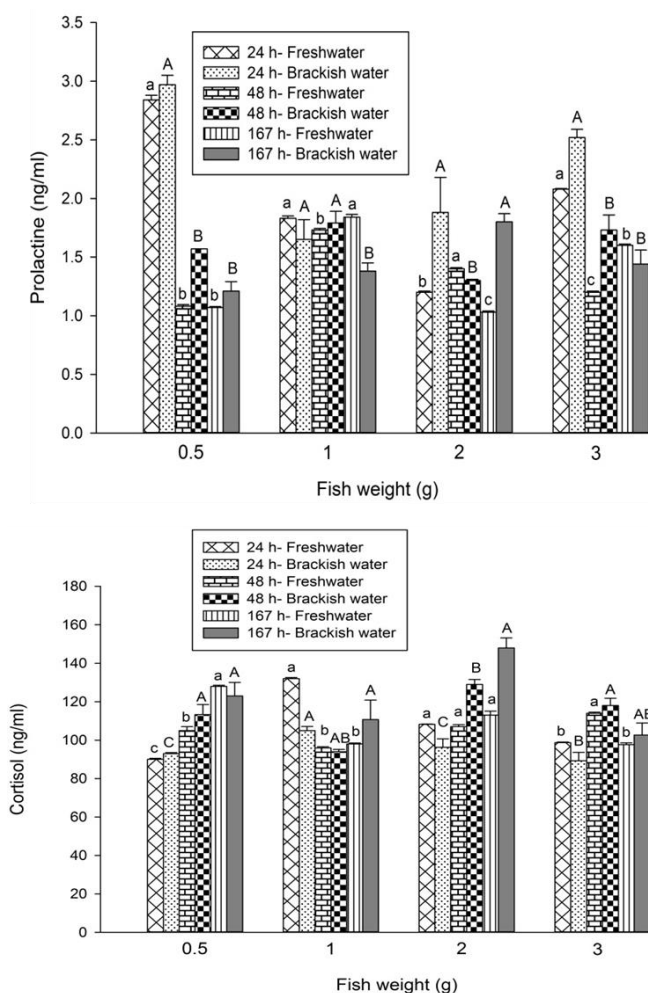 3.5
3.0
2.5
2.0
1.5
1.0
0.5
0.0
Prolactine (ng/ml)
24 h- Freshwater
24 h- Brackish water
48 h- Freshwater
48 h- Brackish water
167 h- Freshwater
167 h- Brackish water
a A b B b B
a A b A a B
b A a B c A
a A c B b B
0.5 1 2 3
Fish weight (g)
24 h- Freshwater
24 h- Brackish water
48 h- Freshwater
48 h- Brackish water
167 h- Freshwater
167 h- Brackish water
180
160
140
120
100
80
60
40
20
0
Cortisol (ng/ml)
c C b A a A
a A b AB b A
a C a B a A
b B a A b AB
0.5 1 2 3
Fish weight (g)